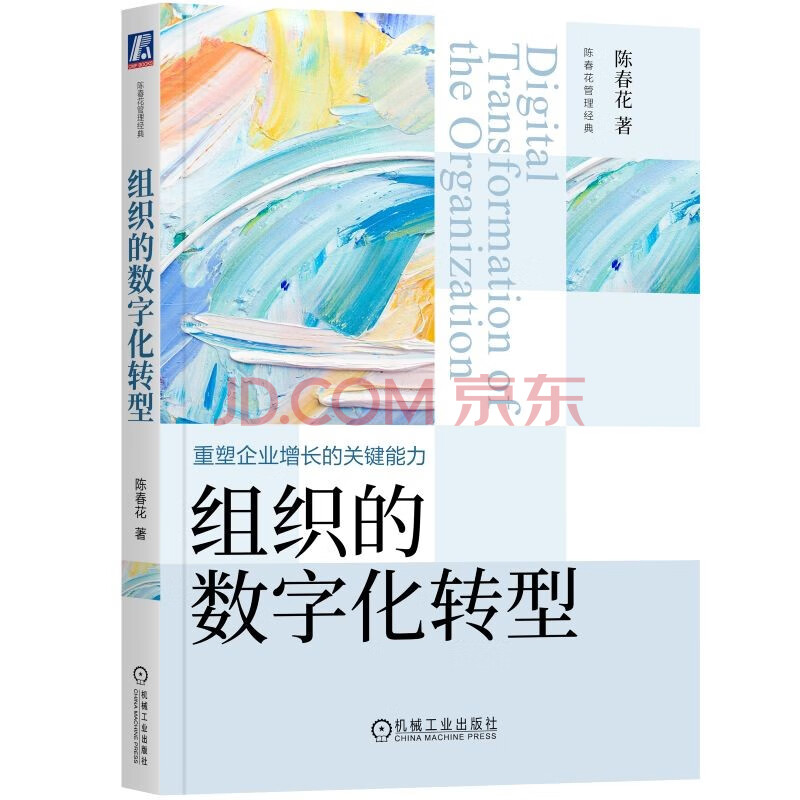 CMP BOOKS
陈春花管理经典
组织的数字化转型
陈春花 著
机械工业出版社
CHINA MACHINE PRESS
陈春花 著
陈春花管理经典
Digital
Transformation of
the Organization
JD.COM 京东
重塑企业增长的关键能力
组织的
数字化转型
机械工业出版社
CHINA MACHINE PRESS